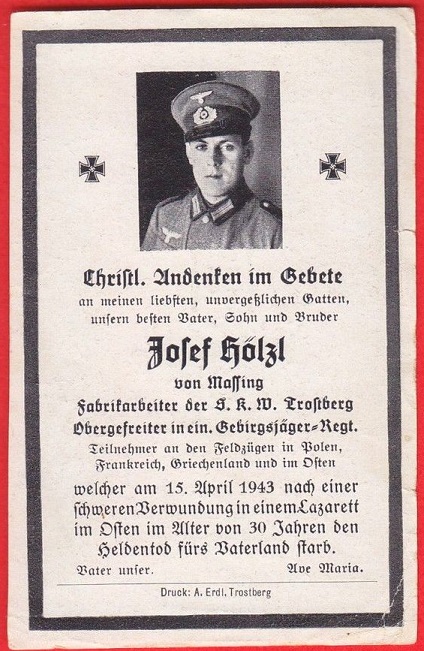 Christl. Andenken im Gebete
an meinen liebsten, unvergeßlichen Gatten,
unsern besten Vater, Sohn und Bruder
Josef Hölzl
von Massing
Fabrikarbeiter der S. K. W. Trostberg
Obergefreiter in ein. Gebirgsjäger-Regt.
Teilnehmer an den Feldzügen in Polen,
Frankreich, Griechenland und im Osten
welcher am 15. April 1943 nach einer
schweren Verwundung in einem Lazarett
im Osten im Alter von 30 Jahren den
Heldentod fürs Vaterland starb.
Vater unser. Ave Maria.
Druck: A. Erdl, Trostberg